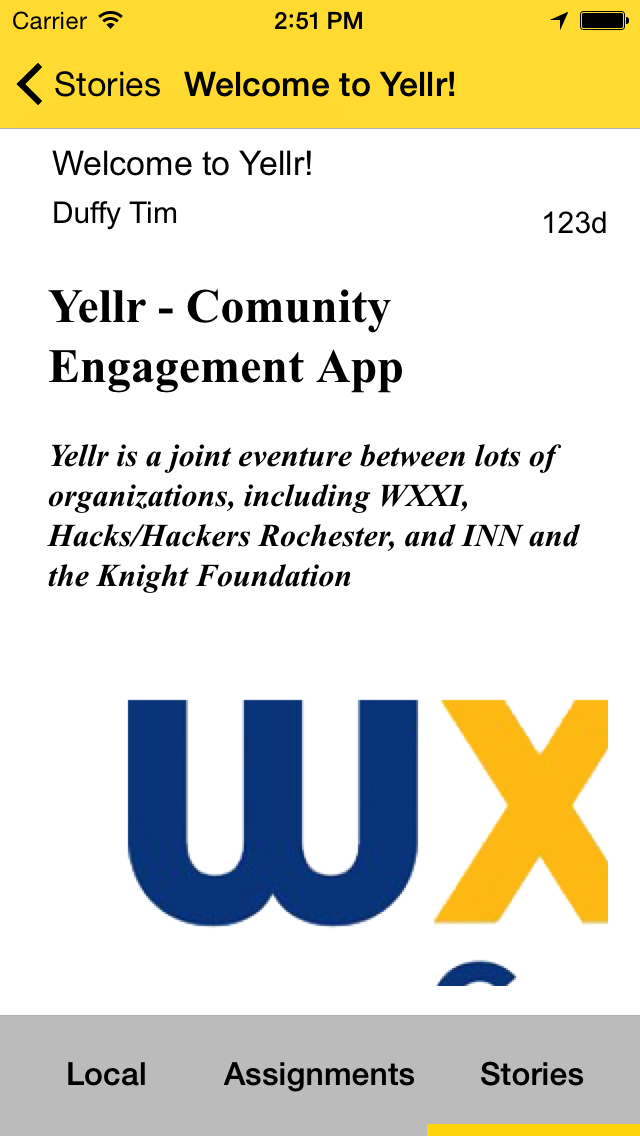 Carrier 2:51 PM
Stories Welcome to Yellr!
Welcome to Yellr!
Duffy Tim
123d
Yellr - Comunity
Engagement App
Yellr is a joint eventure between lots of
organizations, including WXXI,
Hacks/Hackers Rochester, and INN and
the Knight Foundation
WX
Local Assignments Stories